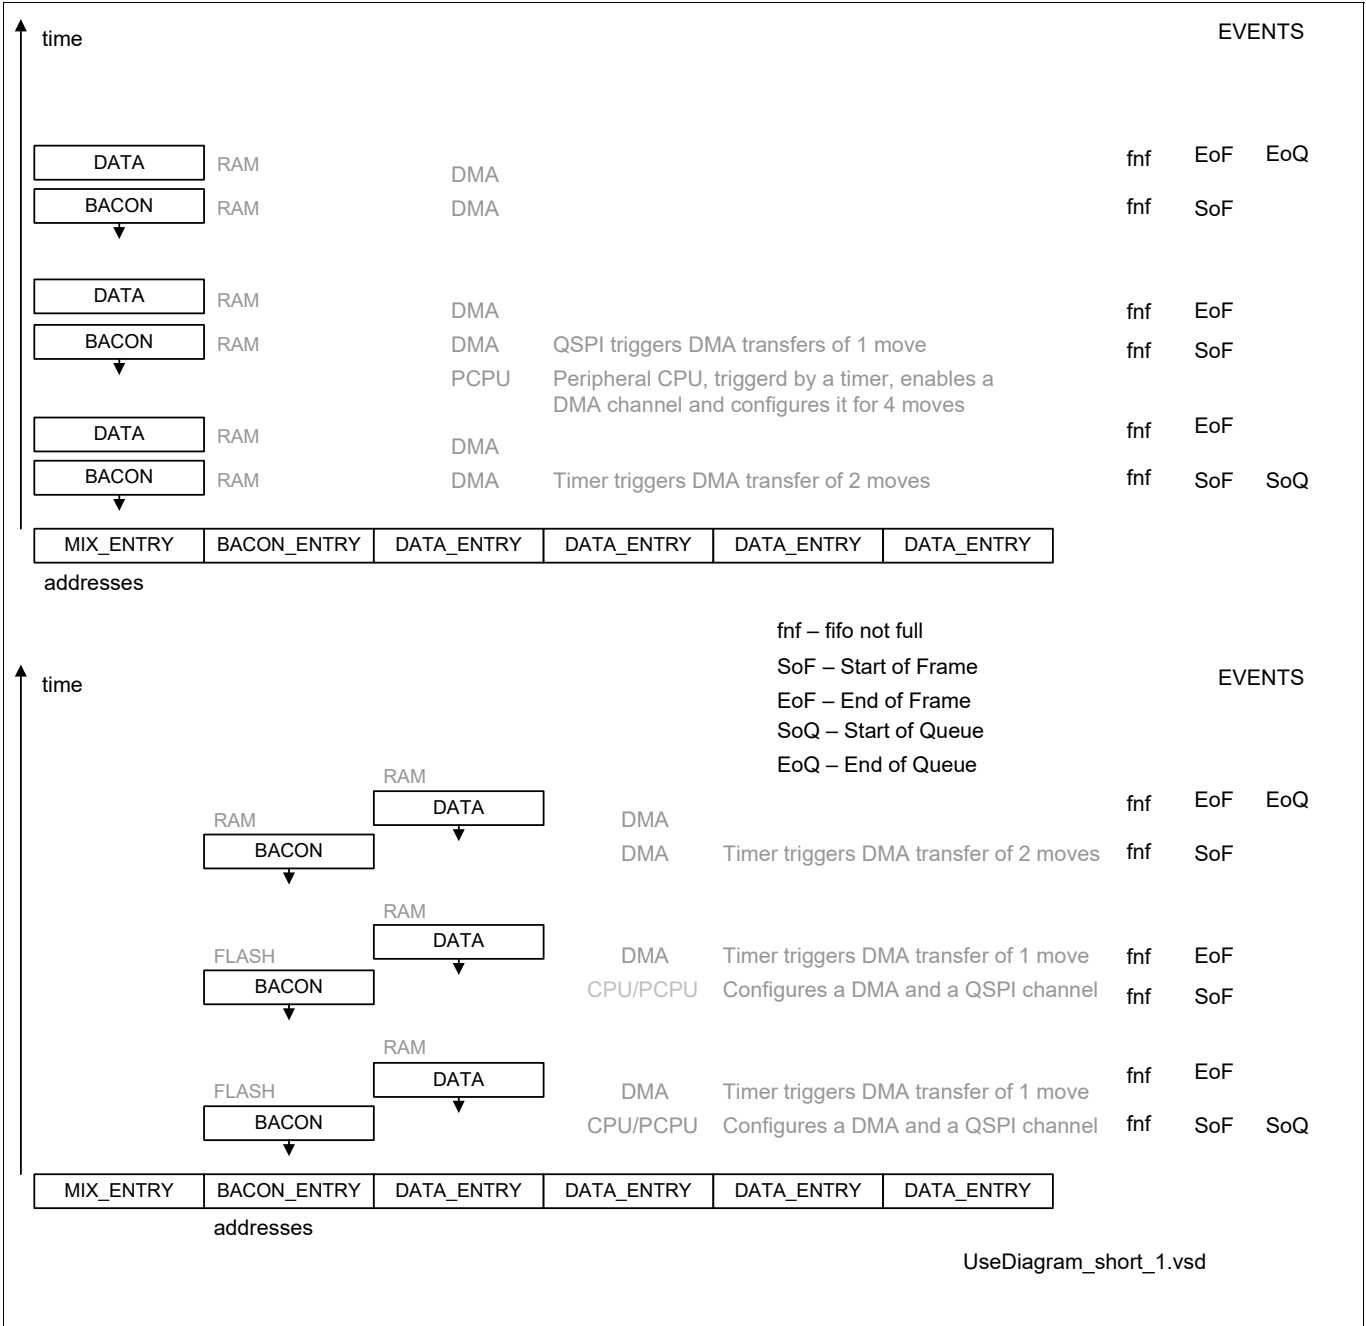 time EVENTS
DATA RAM DMA fnf EoF EoQ
BACON RAM DMA fnf SoF
DATA RAM DMA fnf EoF
BACON RAM DMA QSPI triggers DMA transfers of 1 move fnf SoF
PCPU Peripheral CPU, triggerd by a timer, enables a
DMA channel and configures it for 4 moves
DATA RAM DMA fnf EoF
BACON RAM DMA Timer triggers DMA transfer of 2 moves fnf SoF SoQ
MIX_ENTRY BACON_ENTRY DATA_ENTRY DATA_ENTRY DATA_ENTRY DATA_ENTRY
addresses
fnf – fifo not full
SoF – Start of Frame
EoF – End of Frame
SoQ – Start of Queue
EoQ – End of Queue
time EVENTS
RAM
DATA fnf EoF EoQ
RAM DMA
BACON DMA Timer triggers DMA transfer of 2 moves fnf SoF
RAM
DATA
FLASH DMA Timer triggers DMA transfer of 1 move fnf EoF
BACON CPU/PCPU Configures a DMA and a QSPI channel fnf SoF
RAM
DATA fnf EoF
FLASH DMA Timer triggers DMA transfer of 1 move
BACON CPU/PCPU Configures a DMA and a QSPI channel fnf SoF SoQ
MIX_ENTRY BACON_ENTRY DATA_ENTRY DATA_ENTRY DATA_ENTRY DATA_ENTRY
addresses
UseDiagram_short_1.vsd